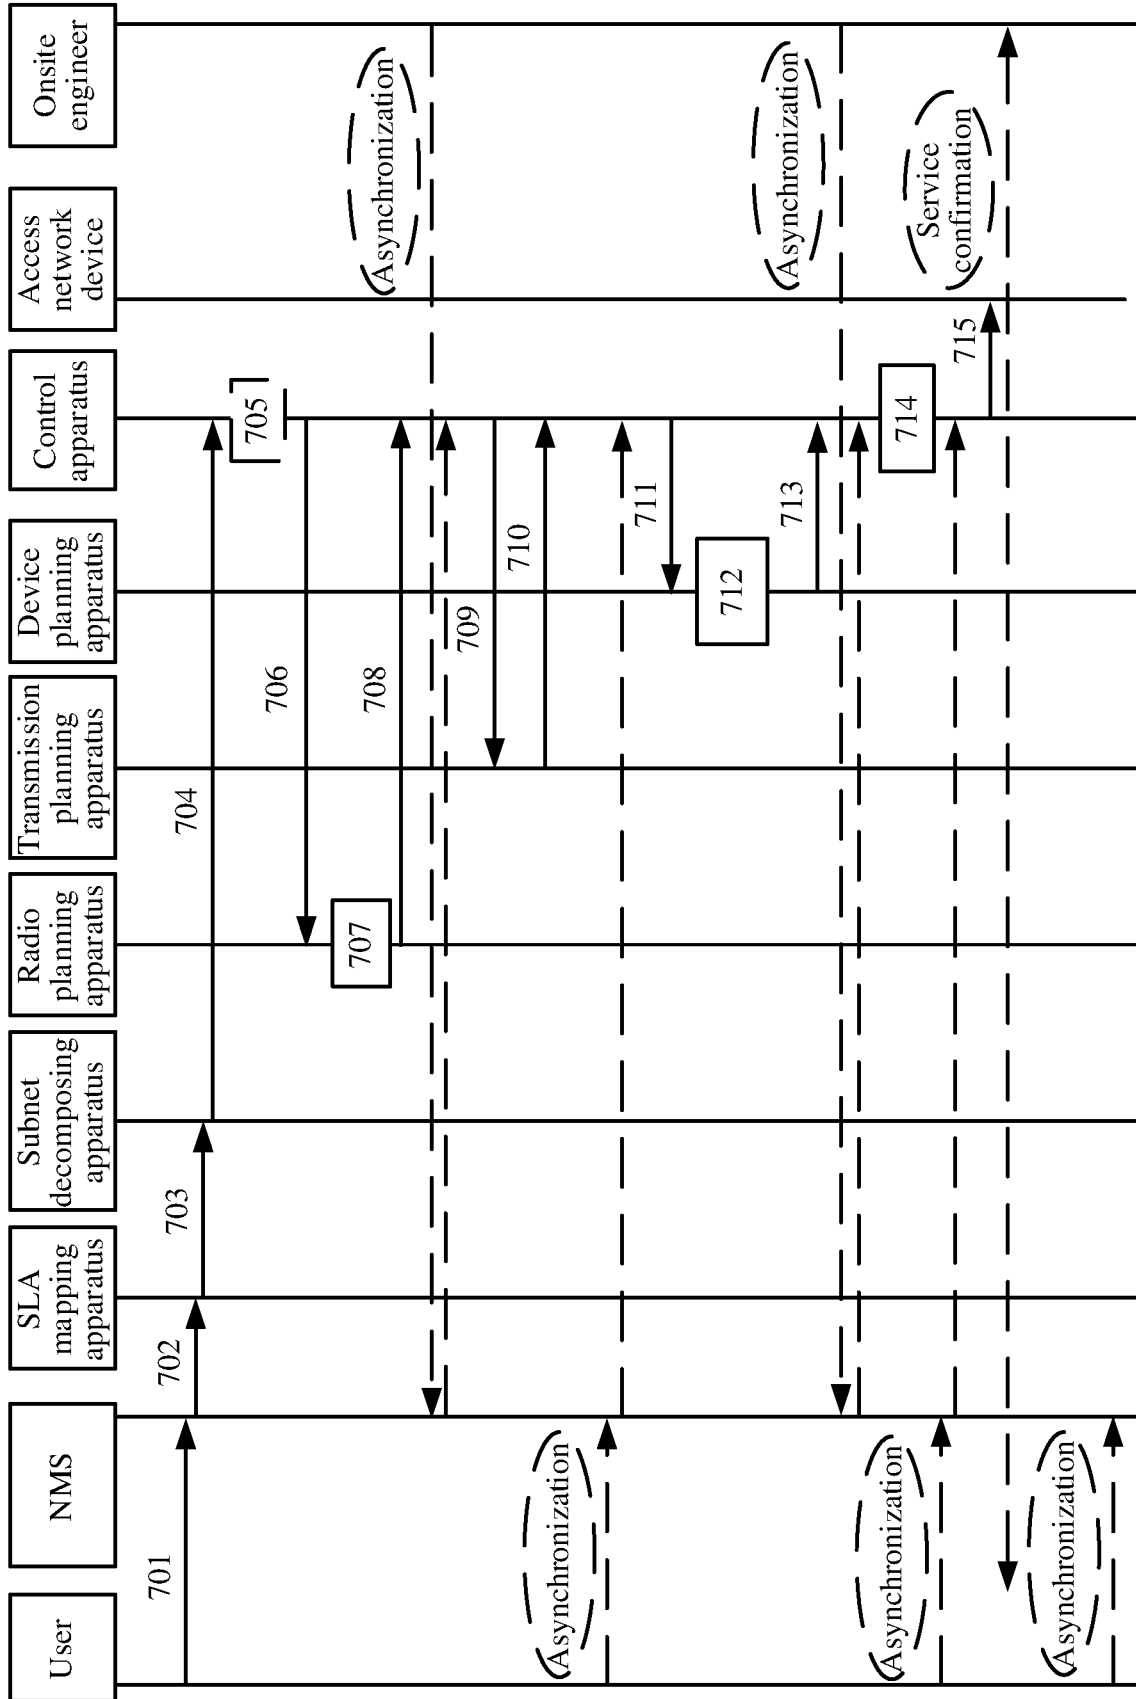 User
NMS
SLA
mapping
apparatus
Subnet
decomposing
apparatus
Radio
planning
apparatus
Transmission
planning
apparatus
Device
planning
apparatus
Control
apparatus
Access
network
device
Onsite
engineer
701
702
703
704
705
706
707
708
Asynchronization
709
710
Asynchronization
711
712
713
Asynchronization
714
Asynchronization
715
Service
confirmation
Asynchronization